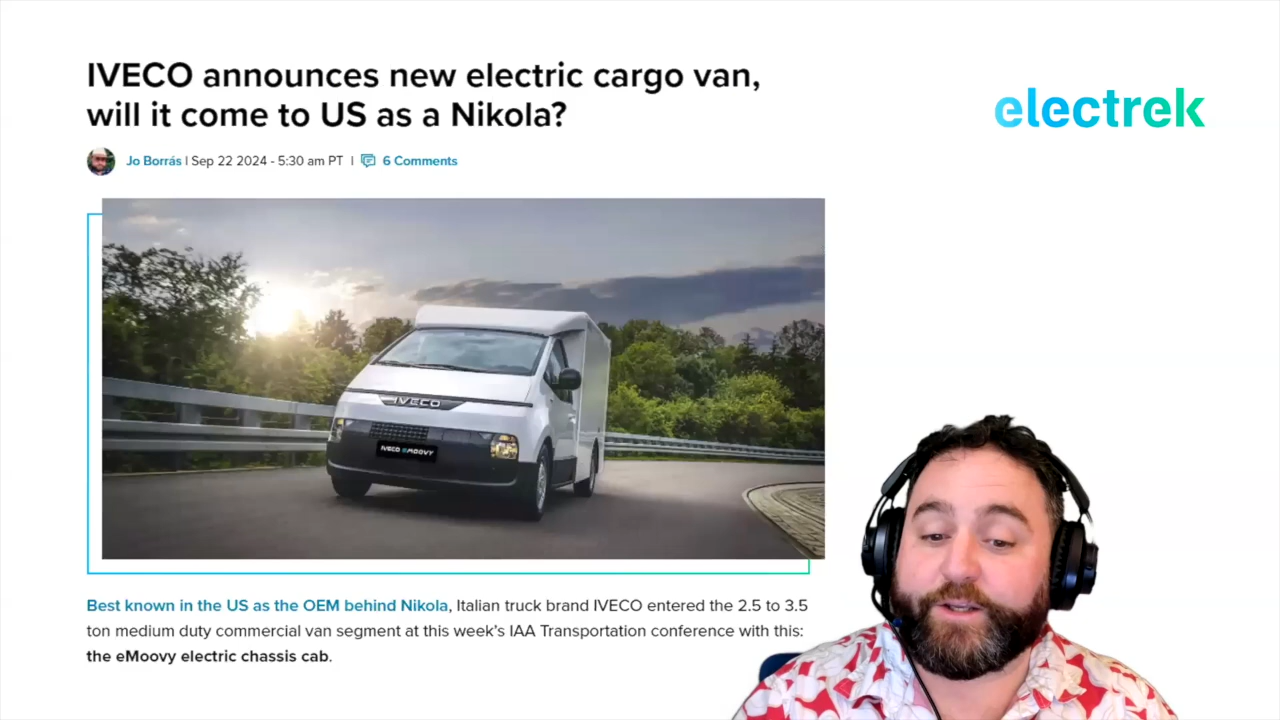 IVECO announces new electric cargo van,
will it come to US as a Nikola?
electrek
Jo Borrás | Sep 22 2024 - 5:30 am PT | 6 Comments
IVECO
IVECO eMOOVY
Best known in the US as the OEM behind Nikola, Italian truck brand IVECO entered the 2.5 to 3.5
ton medium duty commercial van segment at this week's IAA Transportation conference with this:
the eMoovy electric chassis cab.